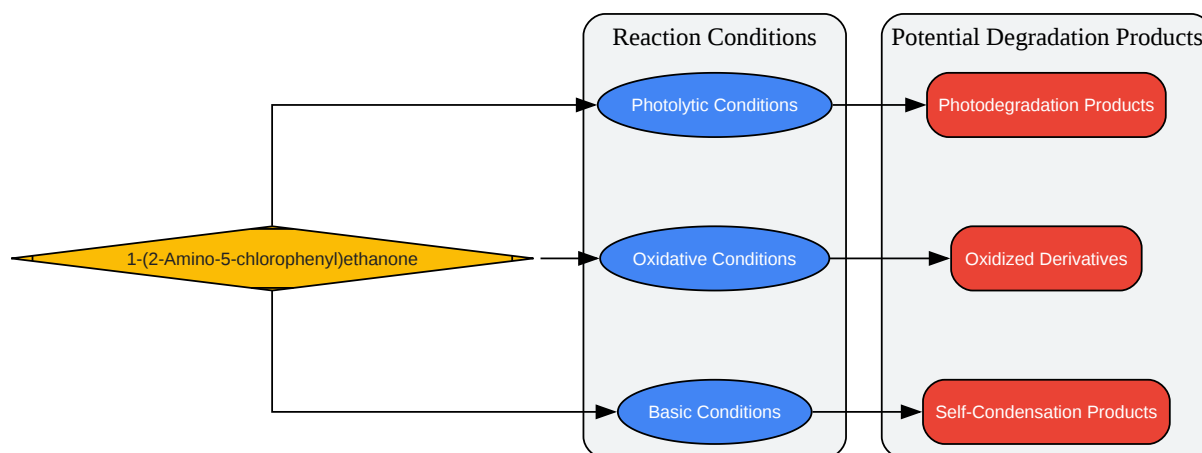 Reaction Conditions
Potential Degradation Products
Photolytic Conditions
Photodegradation Products
1-(2-Amino-5-chlorophenyl)ethanone
Oxidative Conditions
Oxidized Derivatives
Basic Conditions
Self-Condensation Products